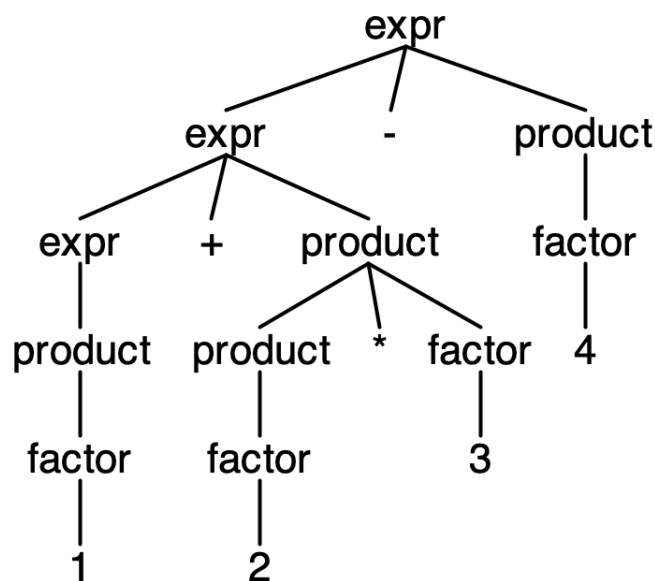 expr
expr - product
expr + product factor
product product * factor 4
factor factor 3
1 2